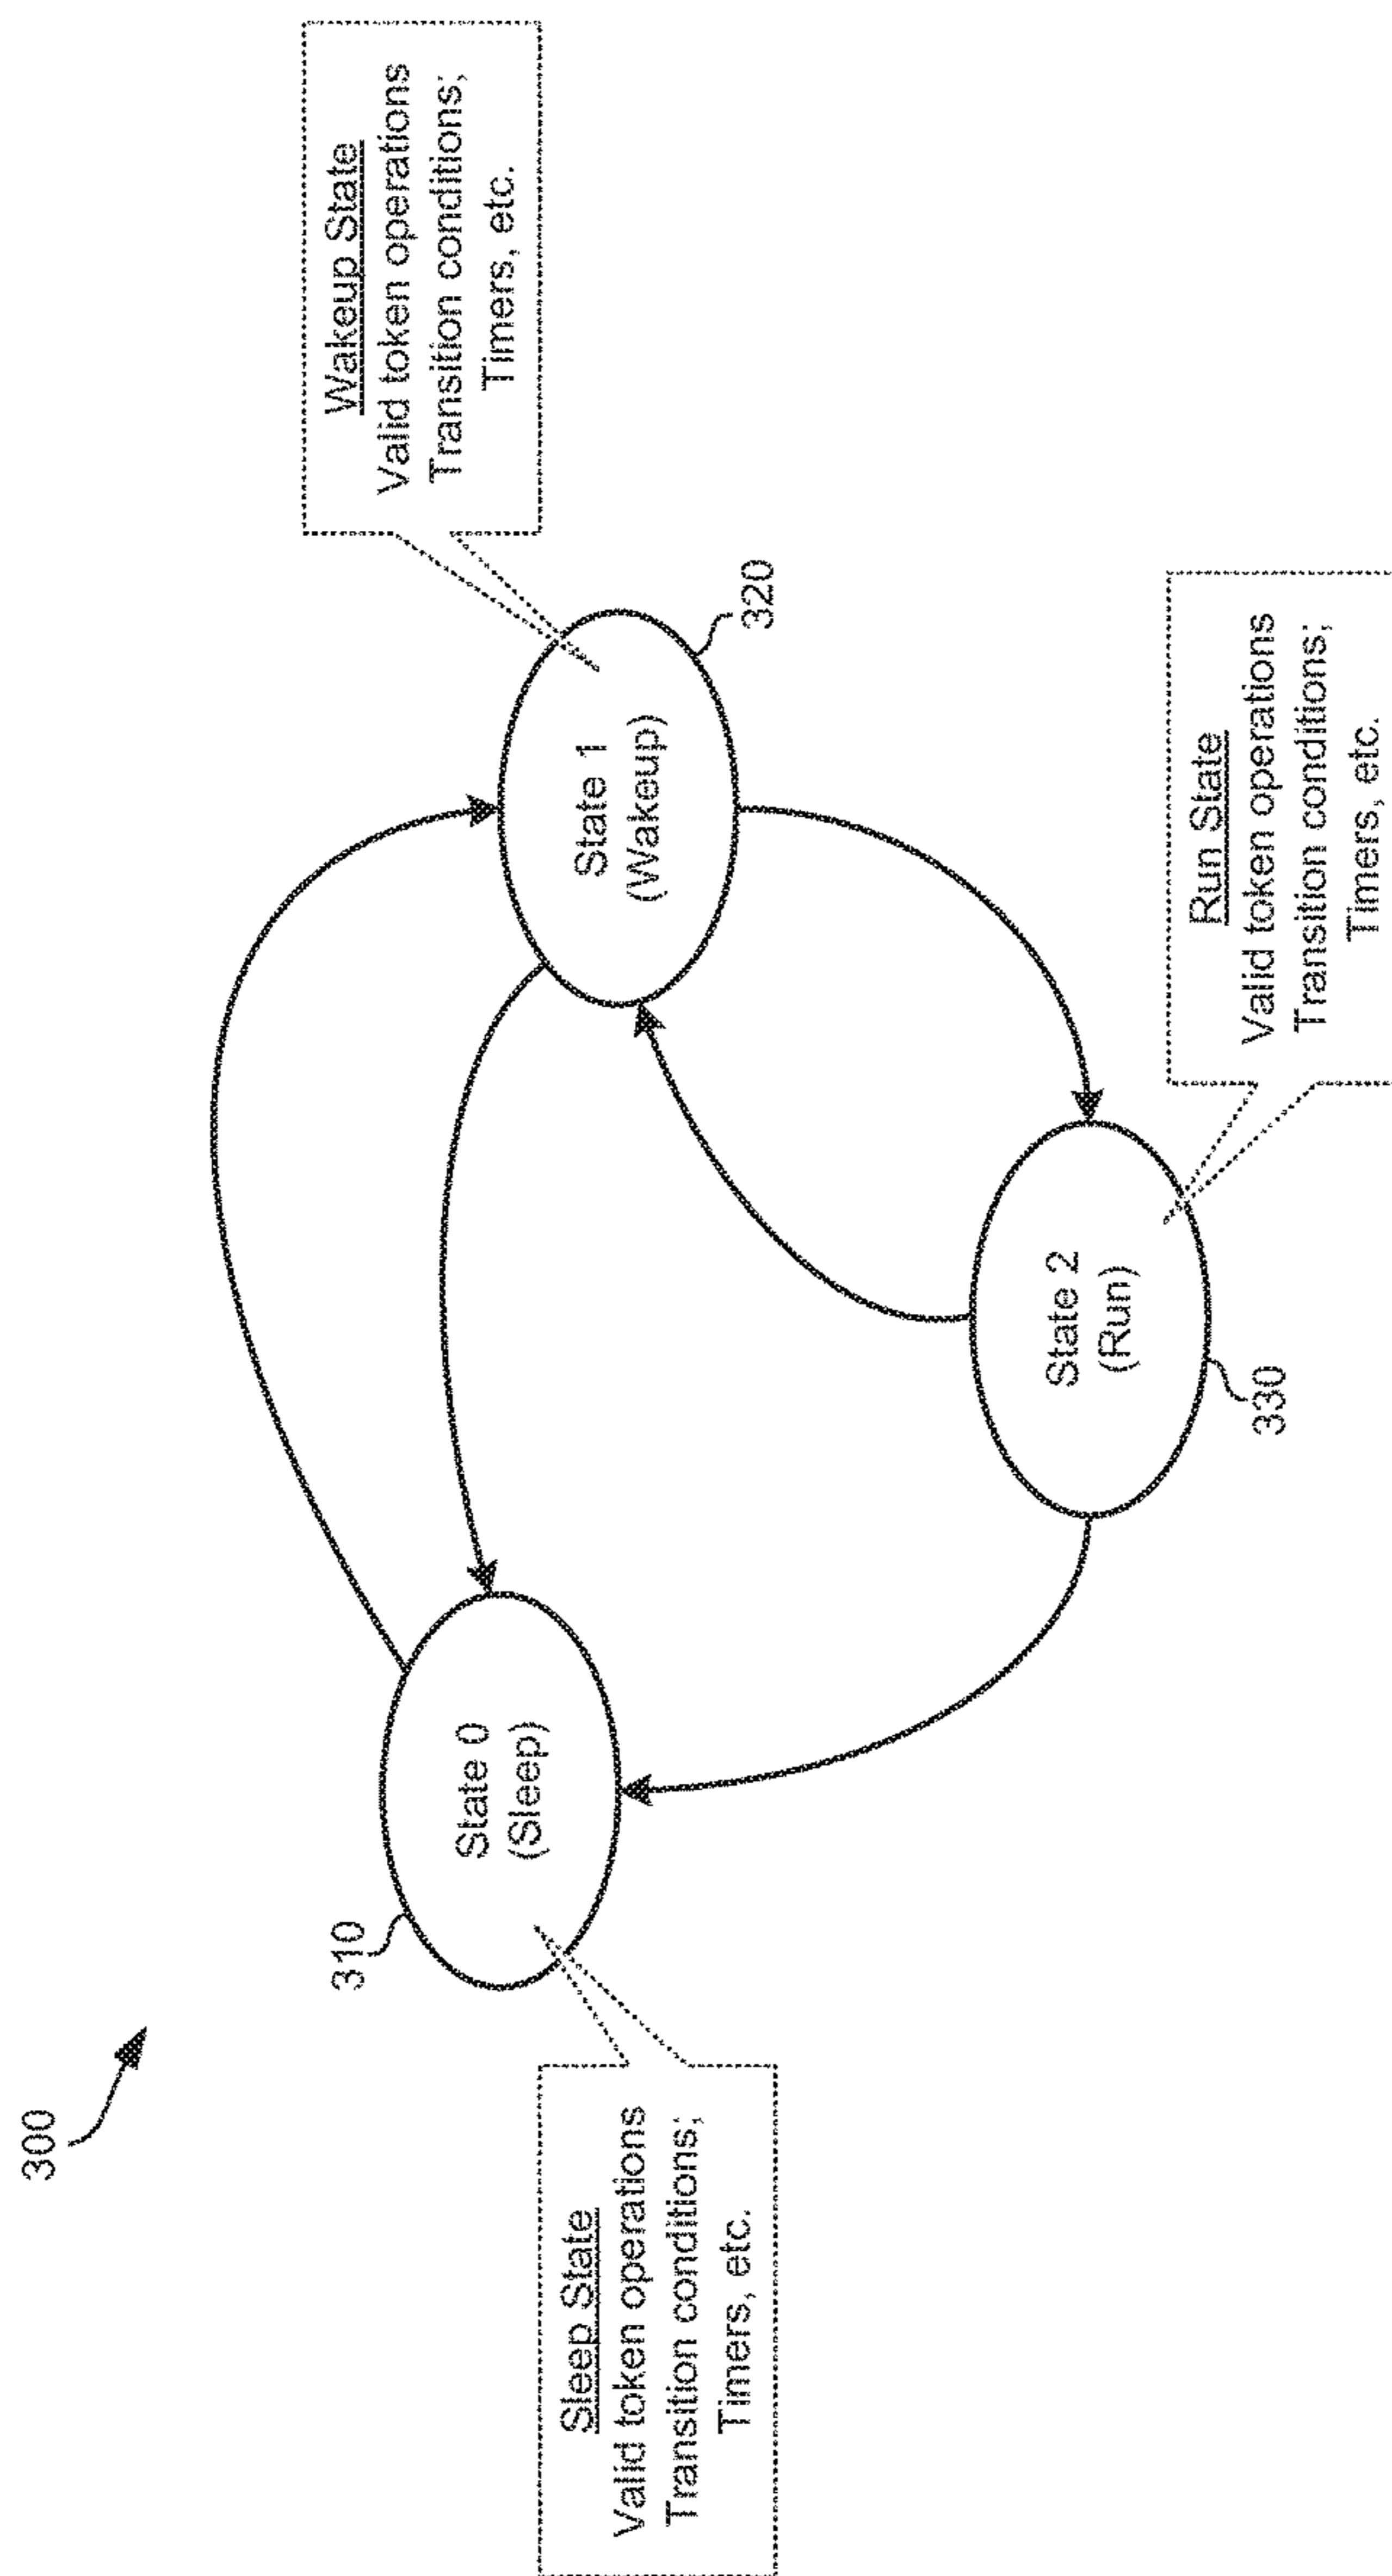 300
310
State 0
(Sleep)
Sleep State
Valid token operations
Transition conditions;
Timers, etc.
State 1
(Wakeup)
320
Wakeup State
Valid token operations
Transition conditions;
Timers, etc.
State 2
(Run)
330
Run State
Valid token operations
Transition conditions;
Timers, etc.